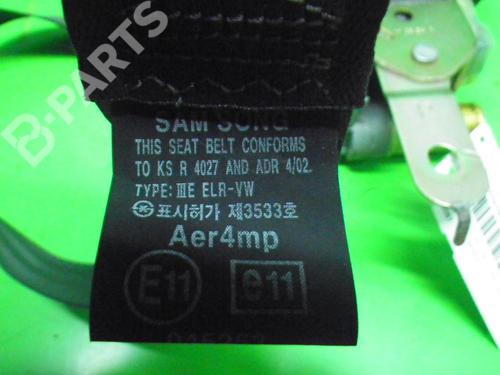 B-PARTS
SAM SONG
THIS SEAT BELT CONFORMS
TO KS R 4027 AND ADR 4/02.
TYPE: ⅢE ELR-VW
표시허가 제3533호
Aer4mp
E11 e11